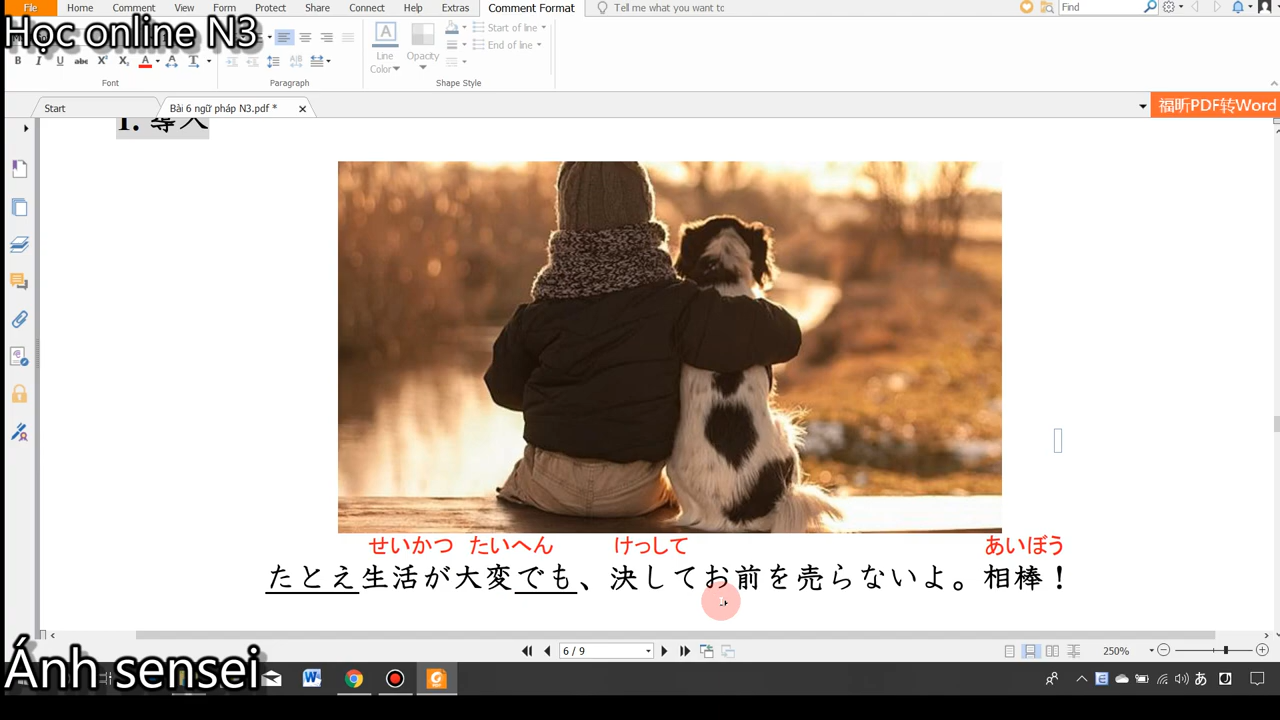 File Home Comment View Form Protect Share Connect Help Extras Comment Format Tell me what you want to Find
Học online N3
Start of line
End of line
Line Color
Opacity
Font
Shape Style
Start
Bài 6 ngữ pháp N3.pdf *
福昕PDF转Word
1. 導入
せいかつ たいへん けっして あいぼう
たとえ生活が大変でも、決してお前を売らないよ。相棒！
6 / 9
250%
Ánh sensei